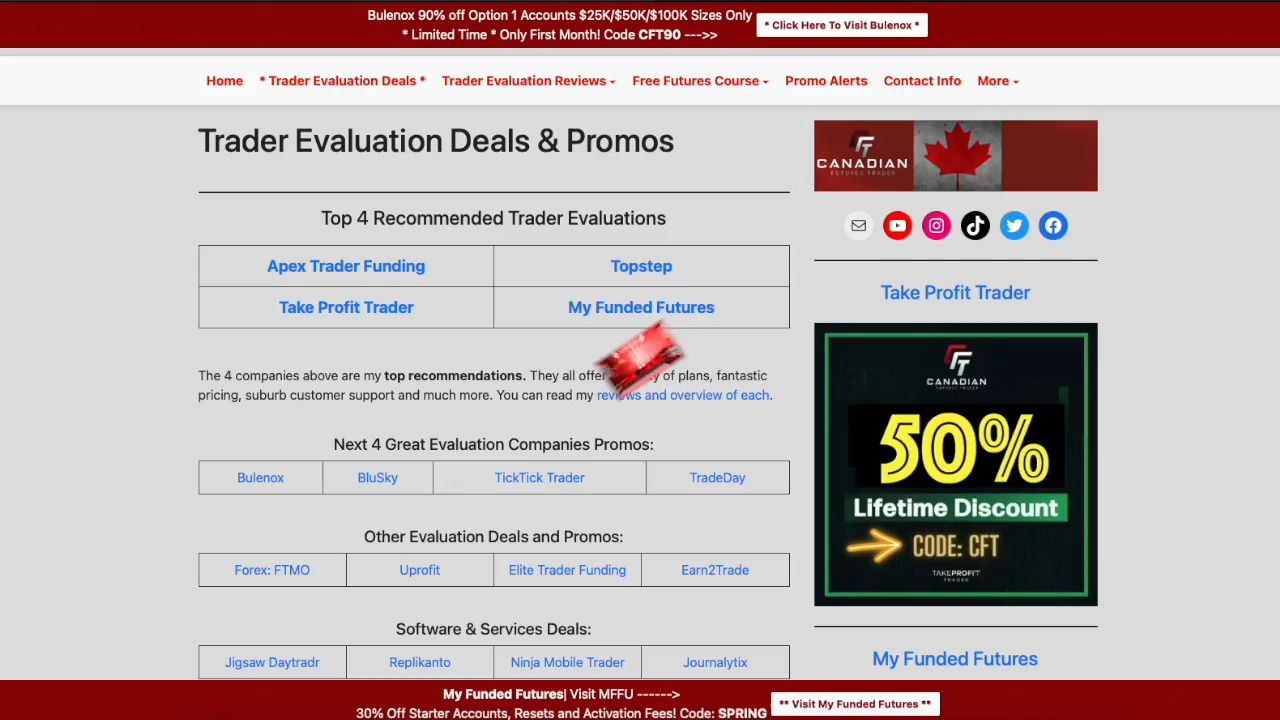 Bulenox 90% off Option 1 Accounts $25K/$50K/$100K Sizes Only
* Limited Time * Only First Month! Code CFT90 --->>
* Click Here To Visit Bulenox *
Home * Trader Evaluation Deals * Trader Evaluation Reviews Free Futures Course Promo Alerts Contact Info More
Trader Evaluation Deals & Promos
Top 4 Recommended Trader Evaluations
Apex Trader Funding Topstep
Take Profit Trader My Funded Futures
The 4 companies above are my top recommendations. They all offer of plans, fantastic
pricing, suburb customer support and much more. You can read my reviews and overview of each.
Next 4 Great Evaluation Companies Promos:
Bulenox BluSky TickTick Trader TradeDay
Other Evaluation Deals and Promos:
Forex: FTMO Uprofit Elite Trader Funding Earn2Trade
Software & Services Deals:
Jigsaw Daytradr Replikanto Ninja Mobile Trader Journalytix
CANADIAN
FUTURES TRADER
Take Profit Trader
CANADIAN
FUTURES TRADER
50%
Lifetime Discount
CODE: CFT
TAKEPROFIT
TRADER
My Funded Futures
My Funded Futures| Visit MFFU ------>
30% Off Starter Accounts, Resets and Activation Fees! Code: SPRING
** Visit My Funded Futures **